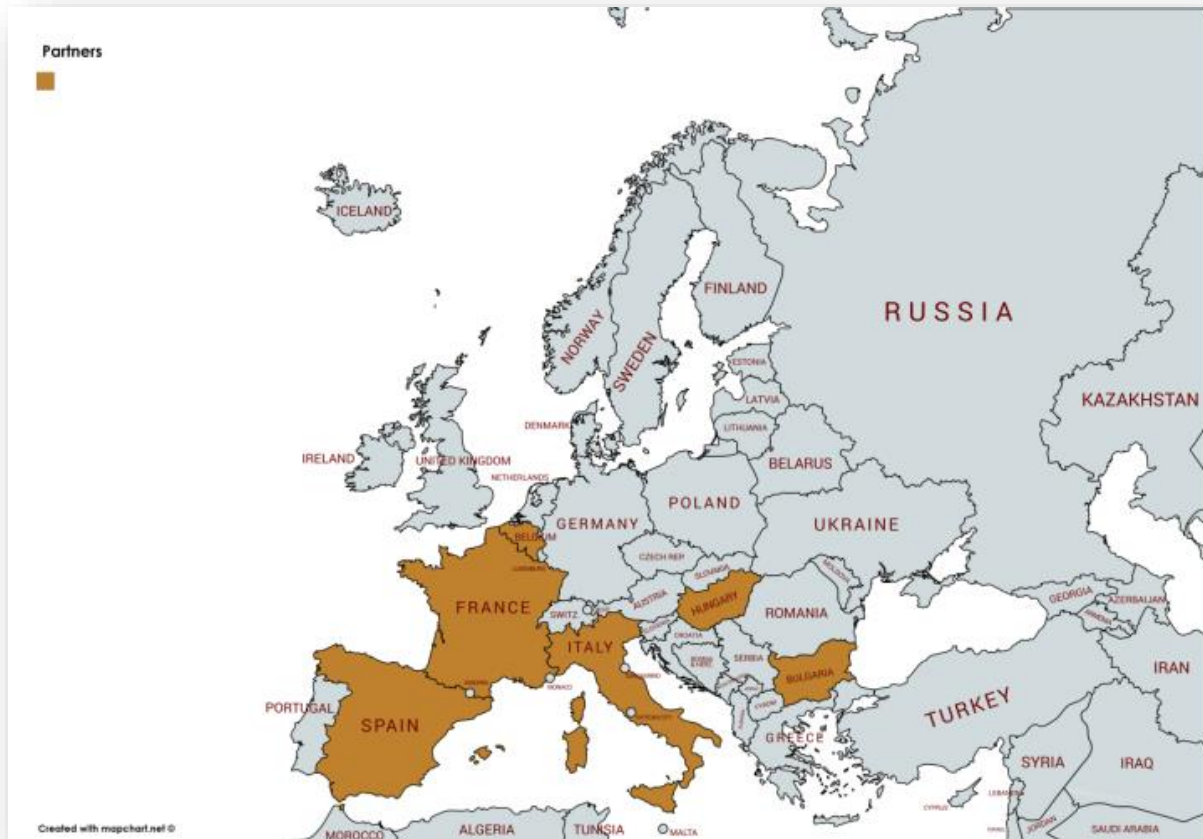 Partners
ICELAND
FINLAND
RUSSIA
NORWAY
SWEDEN
ESTONIA
KAZAKHSTAN
LATVIA
DENMARK
LITHUANIA
IRELAND
UNITED KINGDOM
BELARUS
NETHERLANDS
POLAND
GERMANY
UKRAINE
BELGIUM
CZECH REP
SLOVAKIA
MOLDOVA
AUSTRIA
HUNGARY
GEORGIA
AZERBAIJAN
FRANCE
SWITZ
ROMANIA
ARMENIA
CROATIA
ITALY
SERBIA
IRAN
BULGARIA
MONACO
PORTUGAL
SPAIN
TURKEY
GREECE
SYRIA
IRAQ
CYPRUS
JORDAN
Created with mapchart.net ©
MOROCCO
ALGERIA
TUNISIA
MALTA
SAUDI ARABIA